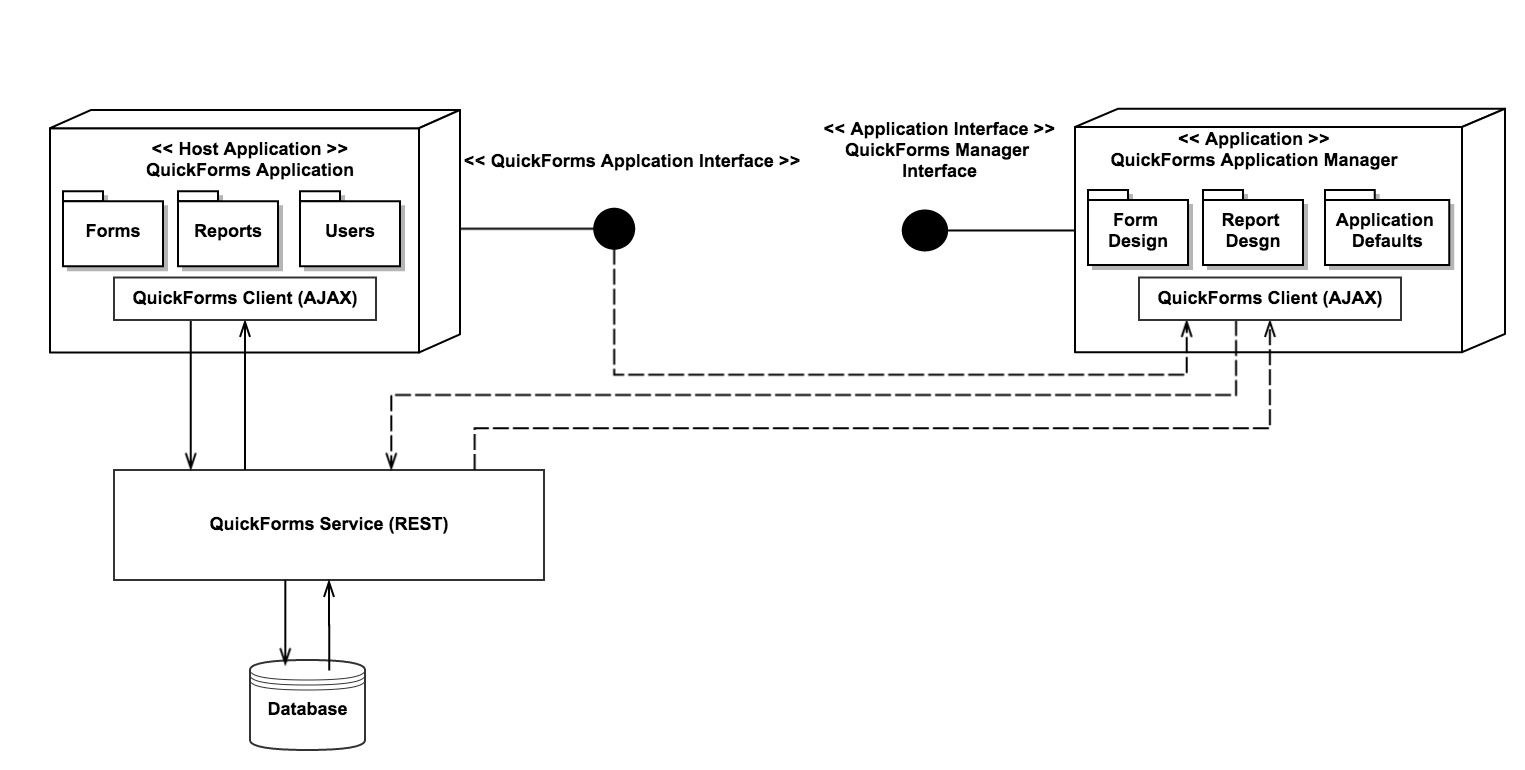 << Host Application >>
QuickForms Application
Forms
Reports
Users
QuickForms Client (AJAX)
<< QuickForms Applcation Interface >>
<< Application Interface >>
QuickForms Manager
Interface
<< Application >>
QuickForms Application Manager
Form
Design
Report
Desgn
Application
Defaults
QuickForms Client (AJAX)
QuickForms Service (REST)
Database